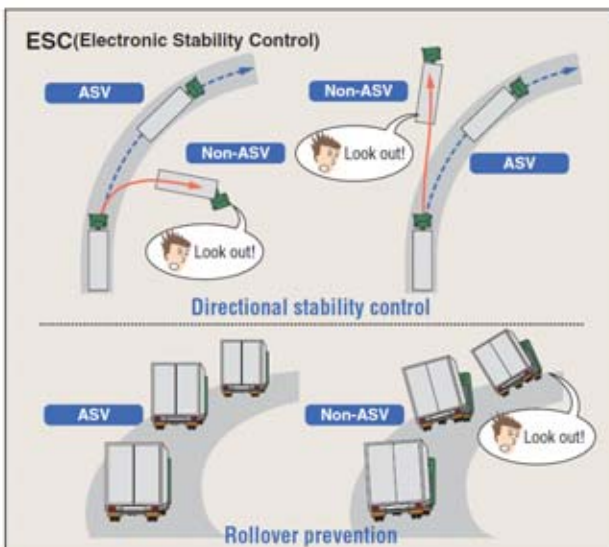 ESC(Electronic Stability Control)
ASV
Non-ASV
Look out!
Non-ASV
Look out!
ASV
Directional stability control
ASV
Non-ASV
Look out!
Rollover prevention